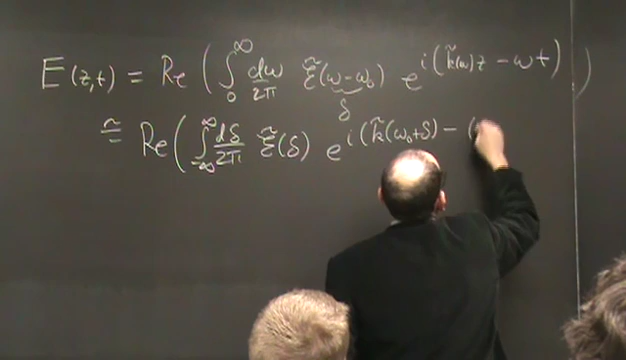 E(z,t) = Re ( ∫₀^∞ dω/2π ℰ̃(ω-ω₀) e^{i(k̃(ω)z - ωt)} )
δ
≅ Re ( ∫_{-∞}^∞ dδ/2π ℰ̃(δ) e^{i(k̃(ω₀+δ) - (